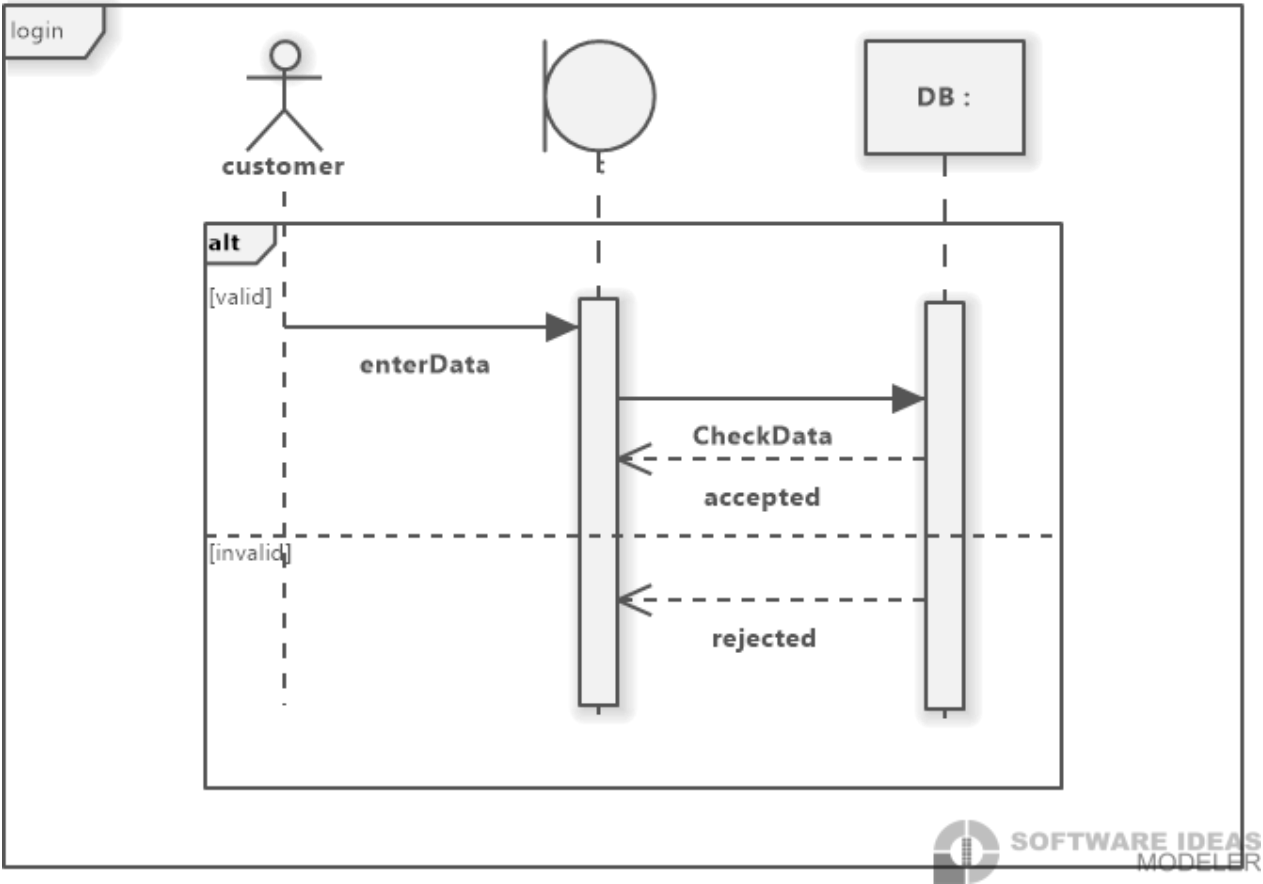 login
customer
:
DB :
alt
[valid]
enterData
CheckData
accepted
[invalid]
rejected
SOFTWARE IDEAS
MODELER